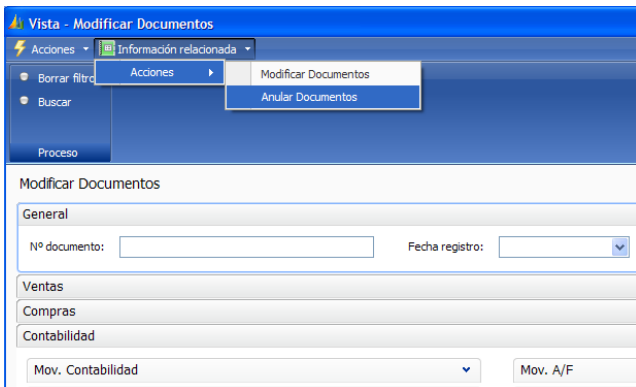 Vista - Modificar Documentos
Acciones Información relacionada
Borrar filtro Acciones Modificar Documentos
Buscar Anular Documentos
Proceso
Modificar Documentos
General
Nº documento: Fecha registro:
Ventas
Compras
Contabilidad
Mov. Contabilidad Mov. A/F